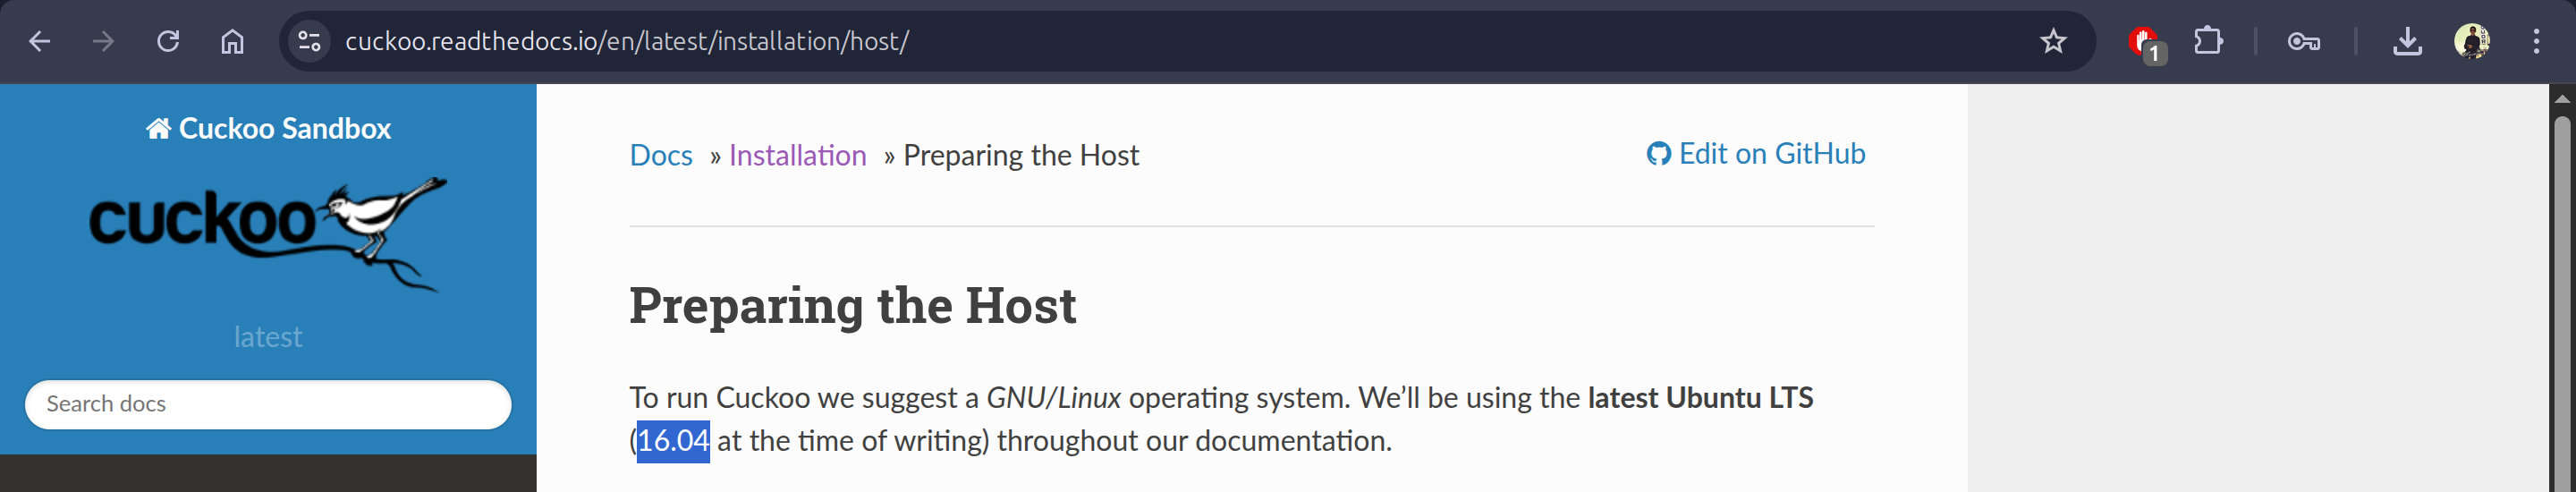 cuckoo.readthedocs.io/en/latest/installation/host/
1
Cuckoo Sandbox
cuckoo
latest
Search docs
Docs » Installation » Preparing the Host
Edit on GitHub
Preparing the Host
To run Cuckoo we suggest a GNU/Linux operating system. We’ll be using the latest Ubuntu LTS
(16.04 at the time of writing) throughout our documentation.